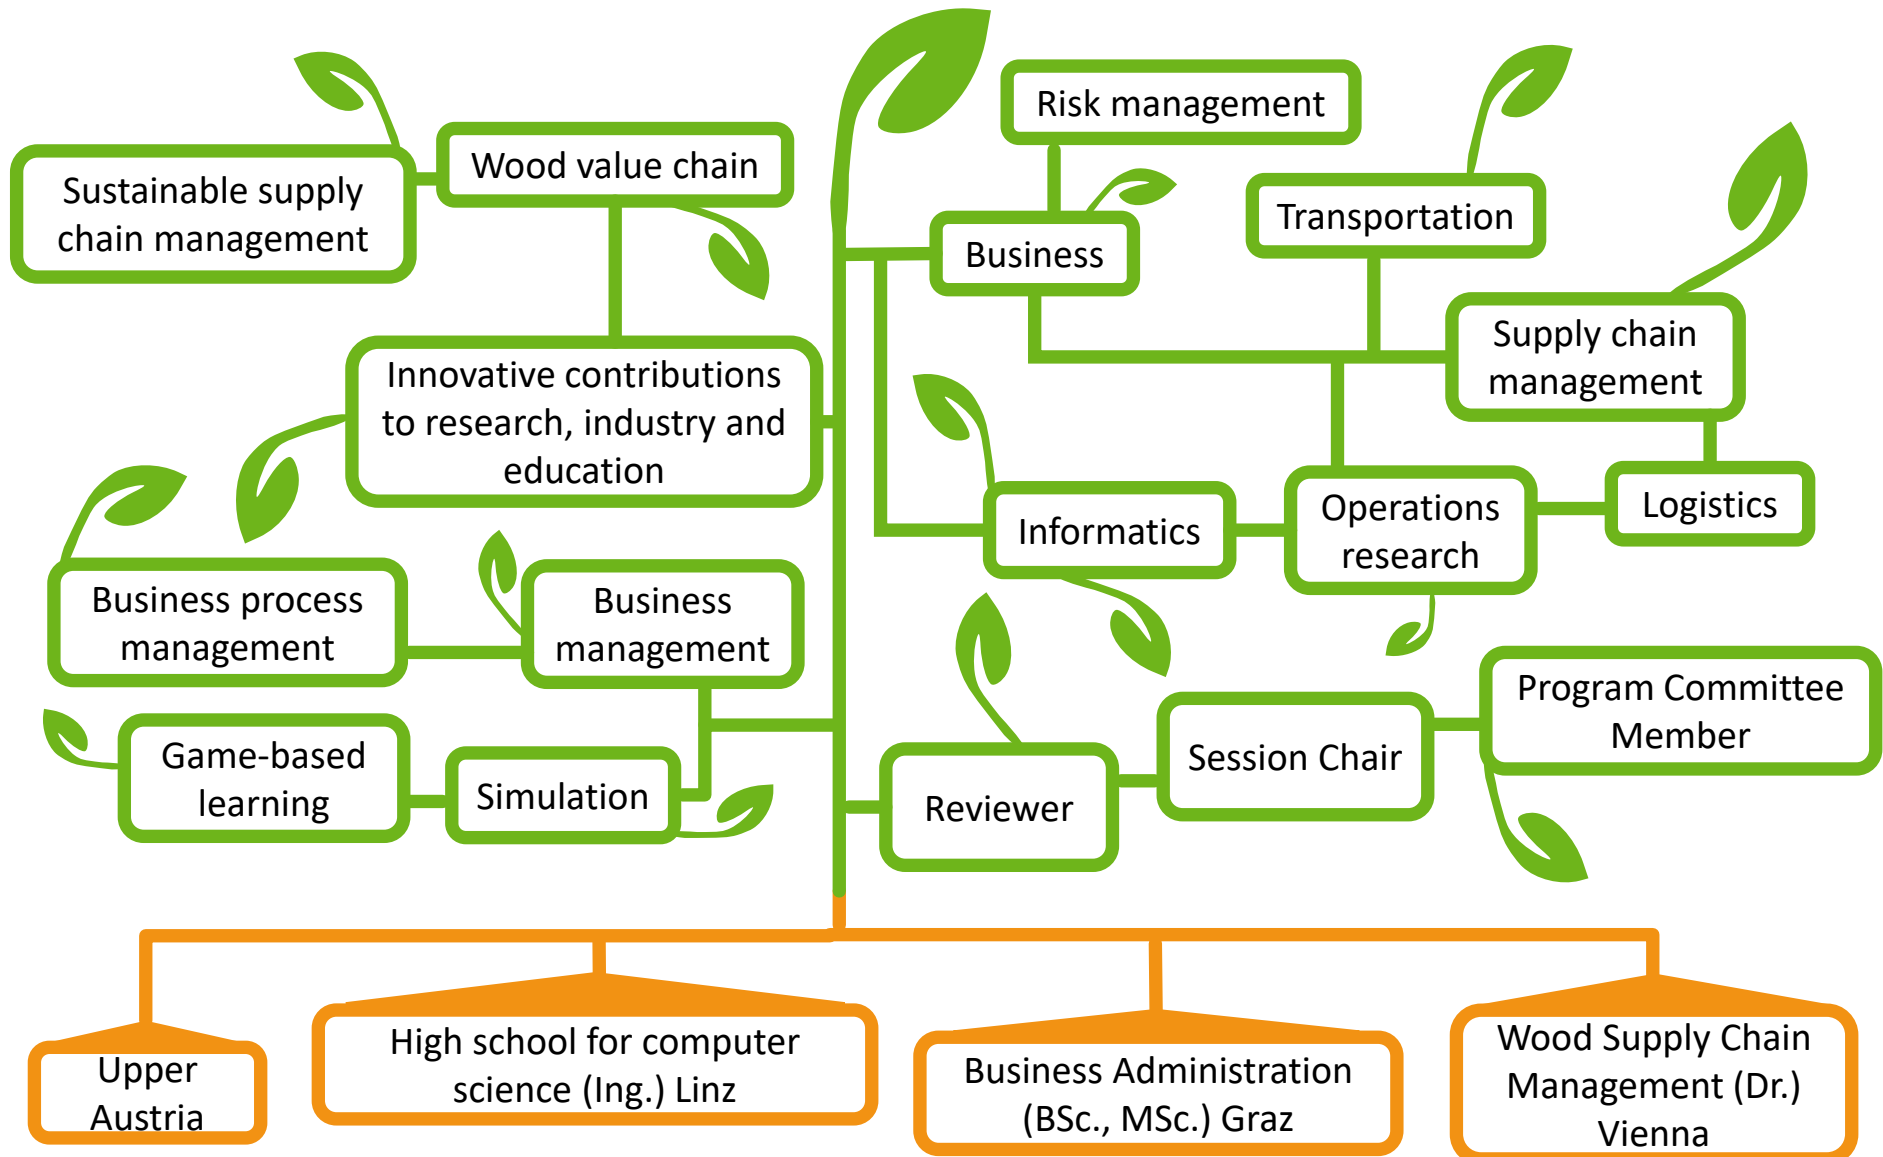 Risk management
Wood value chain
Sustainable supply
chain management
Transportation
Business
Supply chain
management
Innovative contributions
to research, industry and
education
Informatics
Operations
research
Logistics
Business process
management
Business
management
Program Committee
Member
Game-based
learning
Simulation
Session Chair
Reviewer
Upper
Austria
High school for computer
science (Ing.) Linz
Business Administration
(BSc., MSc.) Graz
Wood Supply Chain
Management (Dr.)
Vienna